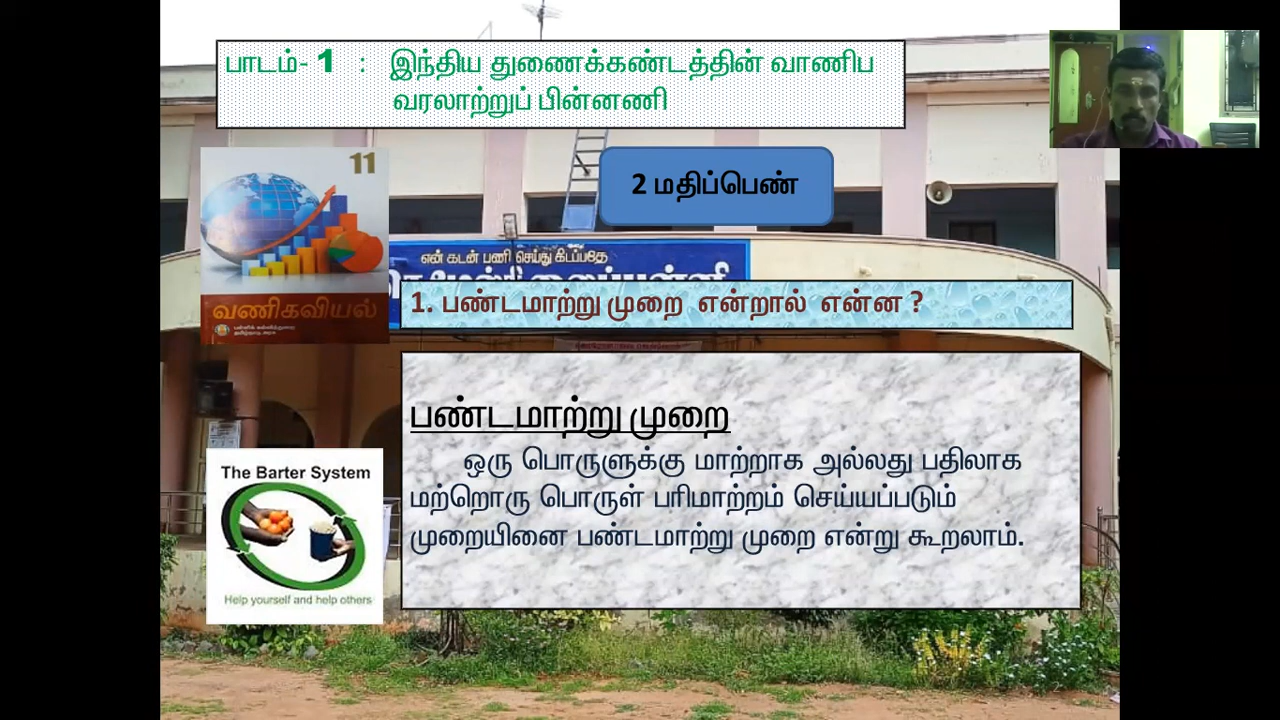 பாடம்- 1 : இந்திய துணைக்கண்டத்தின் வாணிப
வரலாற்றுப் பின்னணி
11
2 மதிப்பெண்
என் கடன் பணி செய்து கிடப்பதே
வணிகவியல்
1. பண்டமாற்று முறை என்றால் என்ன ?
பண்டமாற்று முறை
ஒரு பொருளுக்கு மாற்றாக அல்லது பதிலாக
மற்றொரு பொருள் பரிமாற்றம் செய்யப்படும்
முறையினை பண்டமாற்று முறை என்று கூறலாம்.
The Barter System
Help yourself and help others